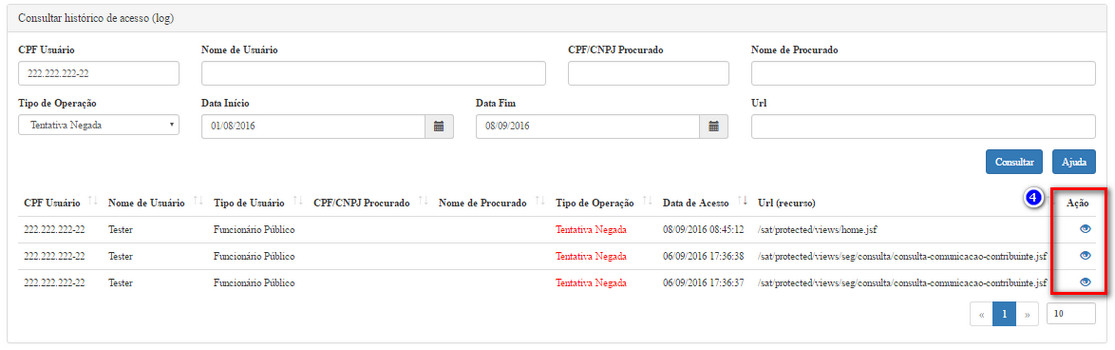 Consultar histórico de acesso (log)
CPF Usuário Nome de Usuário CPF/CNPJ Procurado Nome de Procurado
222.222.222-22
Tipo de Operação Data Início Data Fim Url
Tentativa Negada 01/08/2016 08/09/2016
Consultar Ajuda
4
CPF Usuário Nome de Usuário Tipo de Usuário CPF/CNPJ Procurado Nome de Procurado Tipo de Operação Data de Acesso Url (recurso) Ação
222.222.222-22 Tester Funcionário Público Tentativa Negada 08/09/2016 08:45:12 /sat/protected/views/home.jsf
222.222.222-22 Tester Funcionário Público Tentativa Negada 06/09/2016 17:36:38 /sat/protected/views/seg/consulta/consulta-comunicacao-contribuinte.jsf
222.222.222-22 Tester Funcionário Público Tentativa Negada 06/09/2016 17:36:37 /sat/protected/views/seg/consulta/consulta-comunicacao-contribuinte.jsf
« 1 » 10